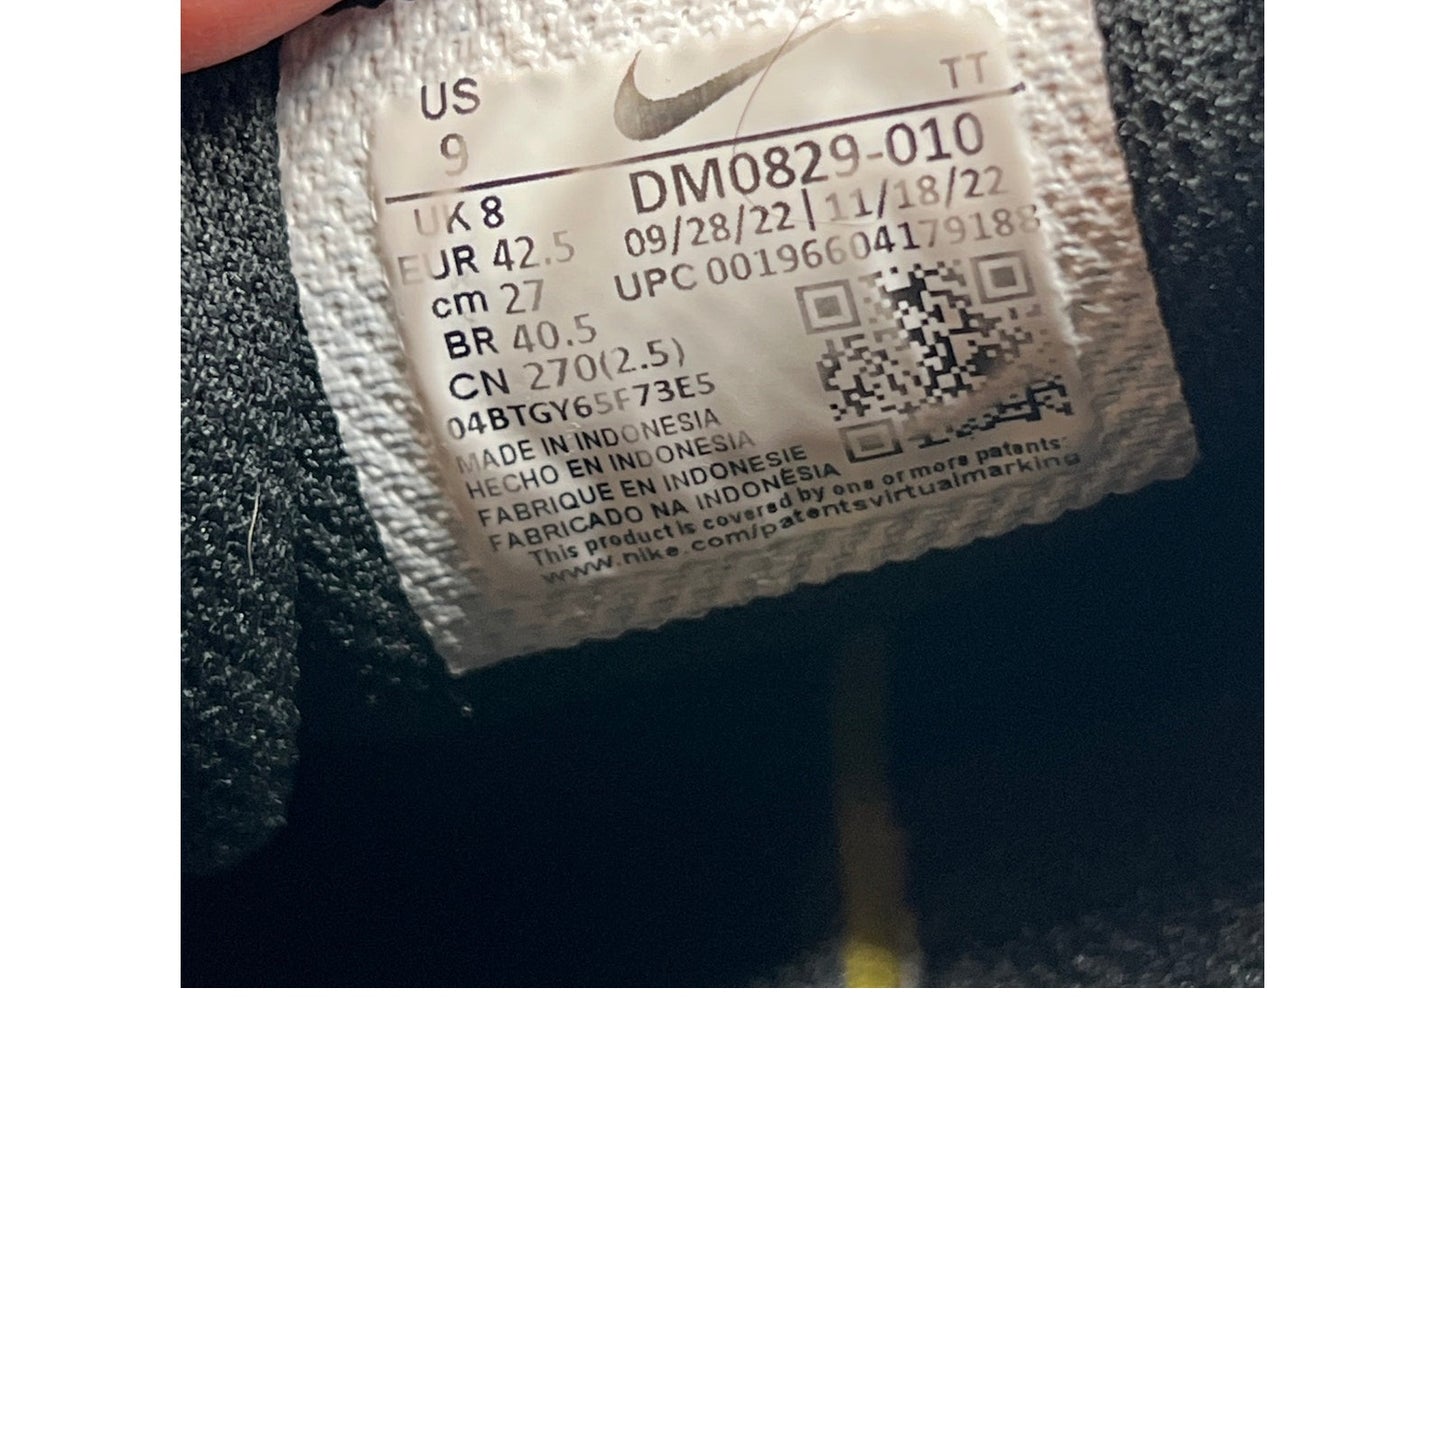 US
TT
9
DM0829-010
UK 8
09/28/22|11/18/22
EUR 42.5
UPC 00196604179188
cm 27
BR 40.5
CN 270(2.5)
04BTGY65F73E5
MADE IN INDONESIA
HECHO EN INDONESIA
FABRIQUE EN INDONESIE
FABRICADO NA INDONÉSIA
This product is covered by one or more patents:
www.nike.com/patentsvirtualmarking